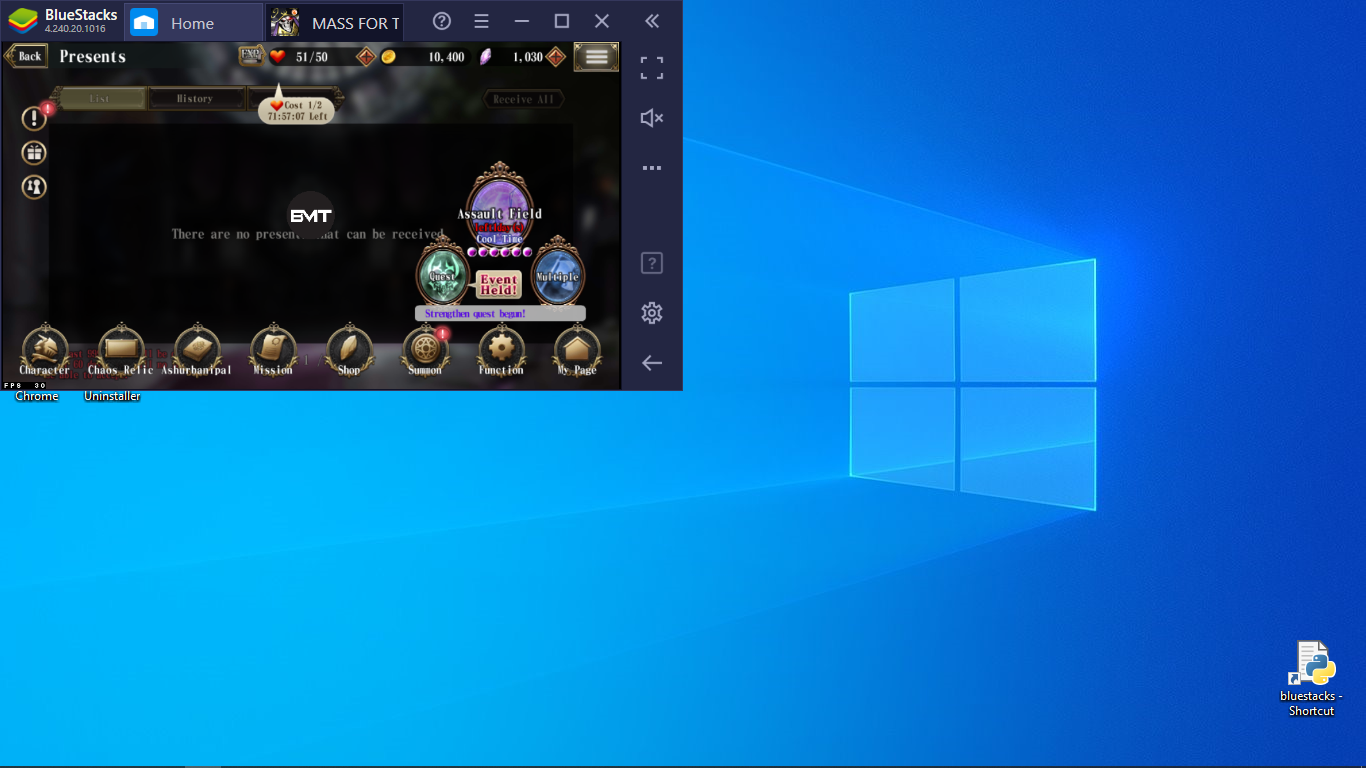 BlueStacks
4.240.20.1016
Home
MASS FOR T
Back
Presents
EXP
51/50
10,400
1,030
List
History
Receive All
Cost 1/2
71:57:07 Left
6MT
There are no present
hat can be received
Assault Field
Cool Time
Quest
Event
Held!
Multiple
Strengthen quest begun!
Character
Chaos Relic
Ashurbanipal
Mission
Shop
Summon
Function
My Page
FPS 30
Chrome
Uninstaller
bluestacks -
Shortcut